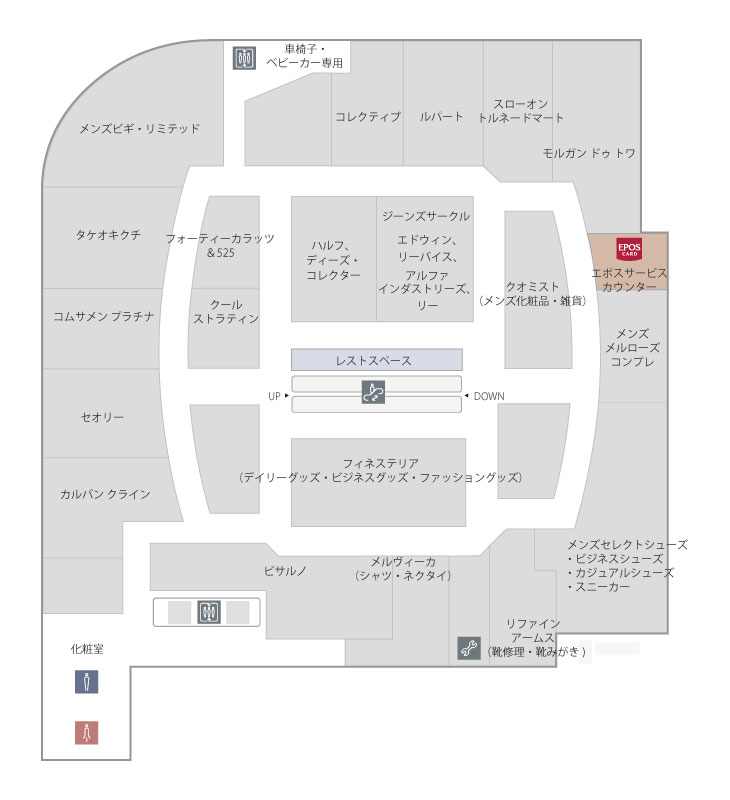 車椅子・
ベビーカー専用
メンズビギ・リミテッド
コレクティブ
ルパート
スローオン
トルネードマート
モルガン ドゥ トワ
タケオキクチ
フォーティーカラッツ
& 525
ハルフ、
ディーズ・
コレクター
ジーンズサークル
エドウィン、
リーバイス、
アルファ
インダストリーズ、
リー
クオミスト
(メンズ化粧品・雑貨)
EPOS
CARD
エポスサービス
カウンター
コムサメン プラチナ
クール
ストラティン
メンズ
メルローズ
コンプレ
レストスペース
UP
DOWN
セオリー
カルバン クライン
フィネステリア
(デイリーグッズ・ビジネスグッズ・ファッショングッズ)
ビサルノ
メルヴィーカ
(シャツ・ネクタイ)
メンズセレクトシューズ
・ビジネスシューズ
・カジュアルシューズ
・スニーカー
リファイン
アームス
(靴修理・靴みがき)
化粧室